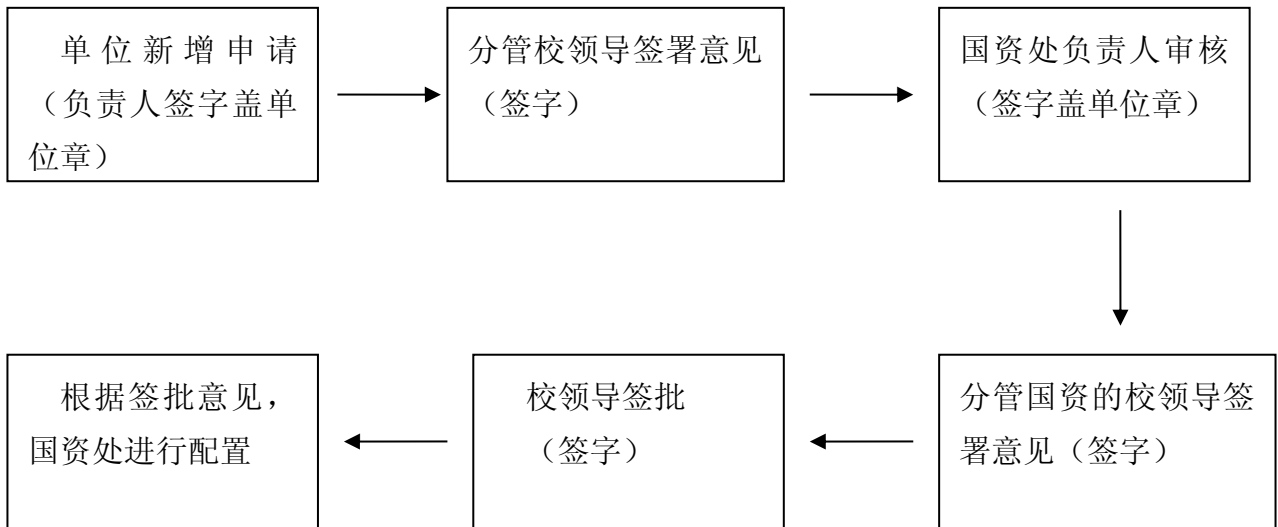 单位新增申请
（负责人签字盖单
位章）
分管校领导签署意见
（签字）
国资处负责人审核
（签字盖单位章）
分管国资的校领导签
署意见（签字）
校领导签批
（签字）
根据签批意见，
国资处进行配置